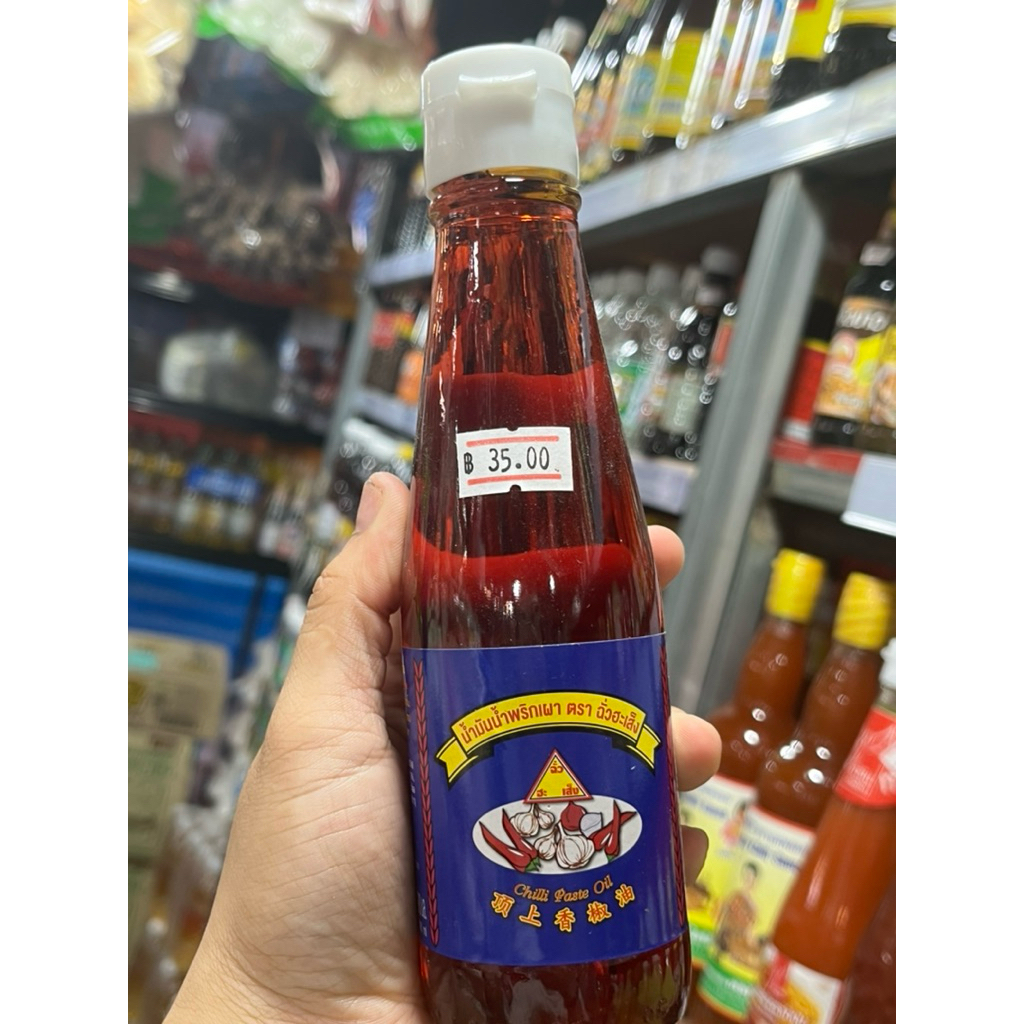 ฿ 35.00
น้ำมันน้ำพริกเผา ตรา ฉั่วฮะเส็ง
ฉั่ว
ฮะ เส็ง
Chilli Paste Oil
顶上香椒油